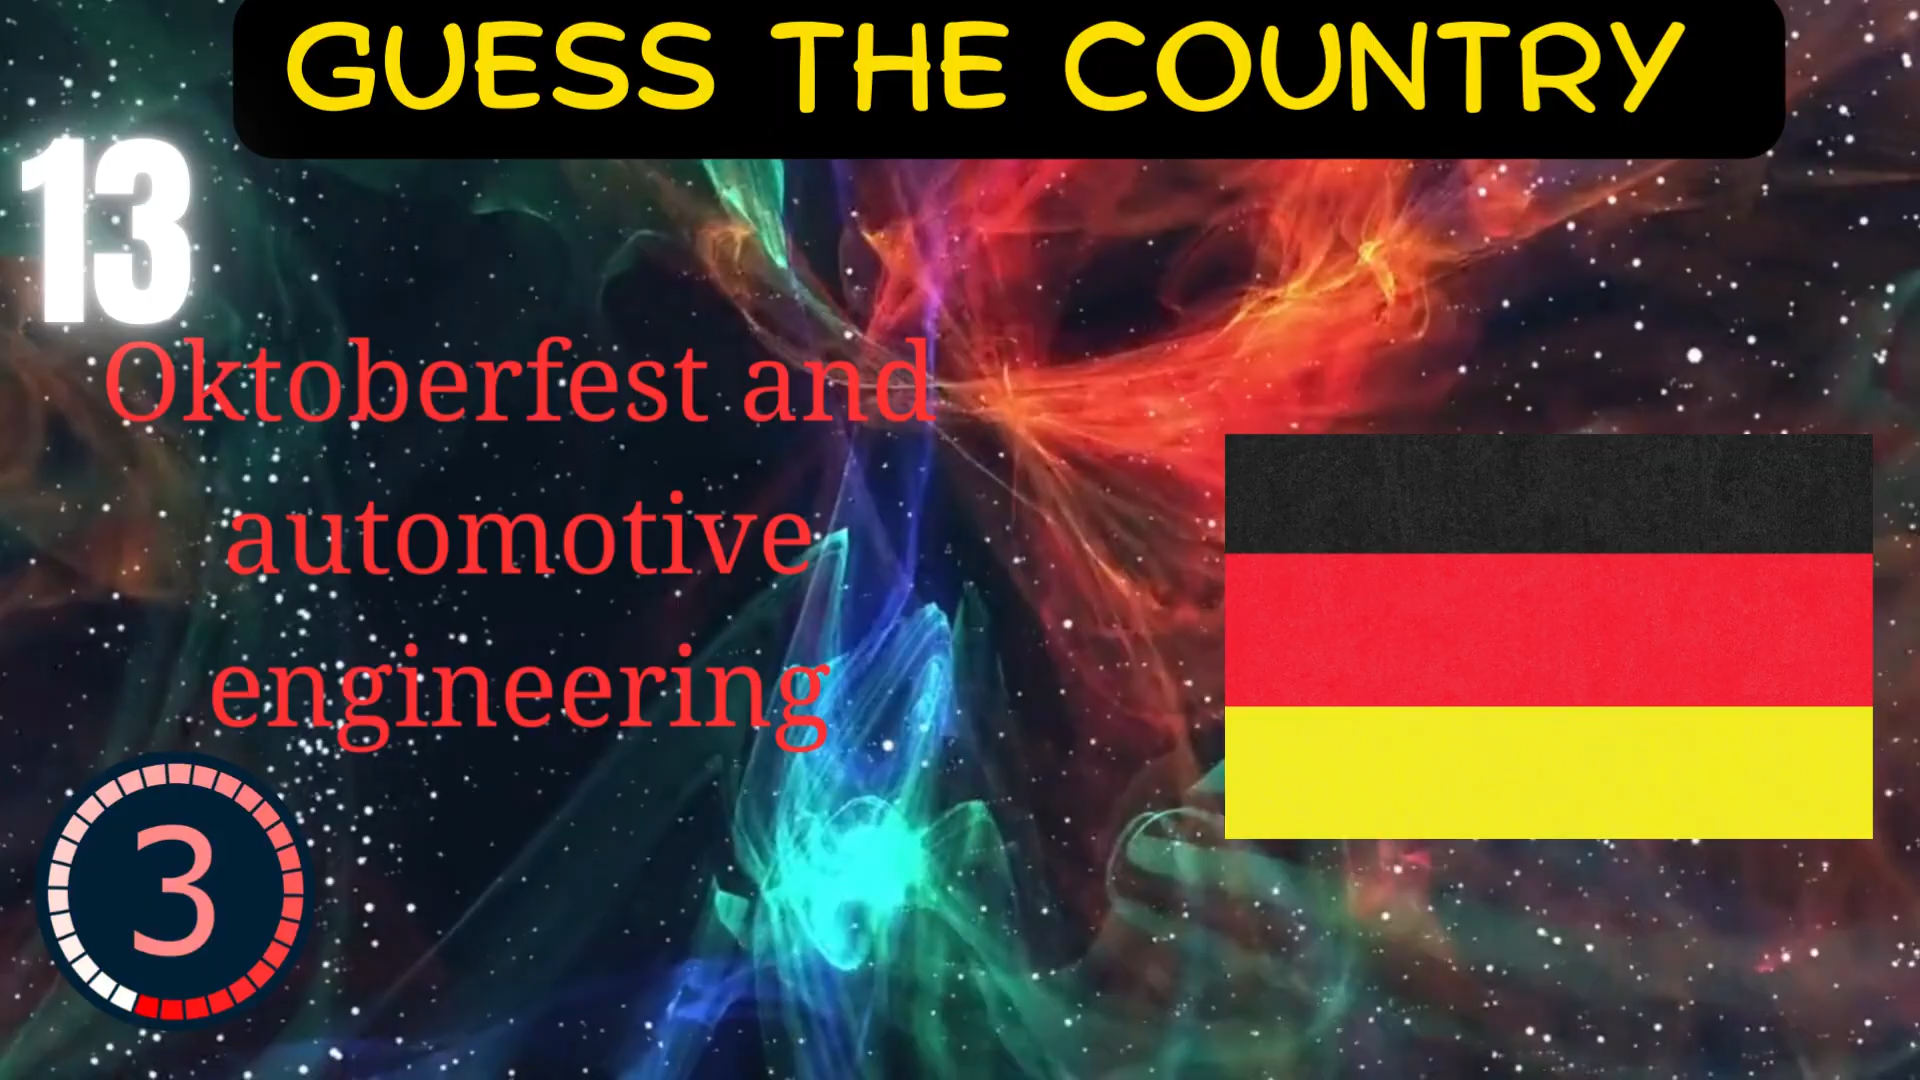 GUESS THE COUNTRY
13
Oktoberfest and
automotive
engineering
3